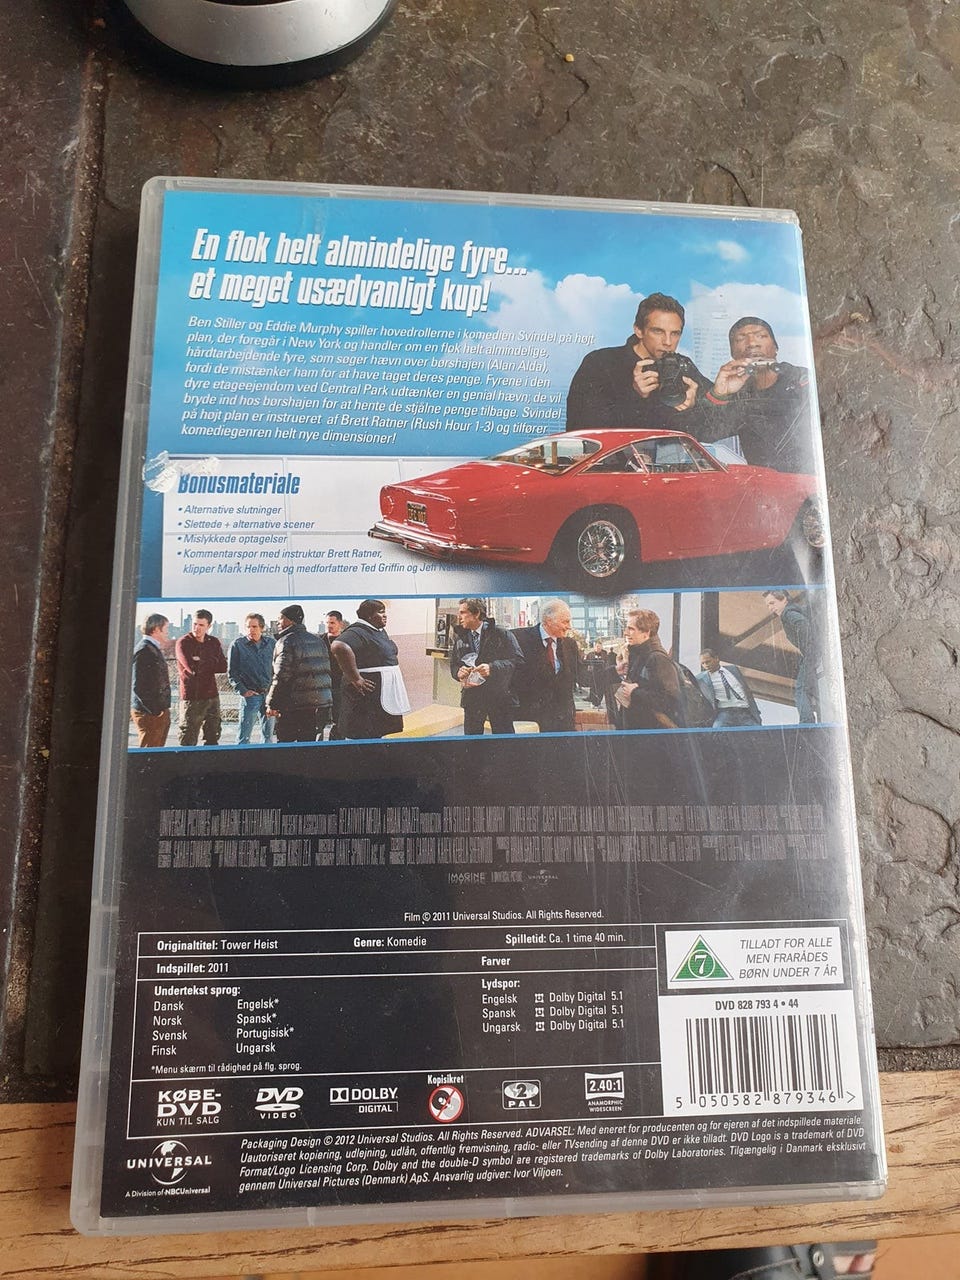 En flok helt almindelige fyre...
et meget usædvanligt kup!
Ben Stiller og Eddie Murphy spiller hovedrollerne i komedien Svindel på højt
plan, der foregår i New York og handler om en flok helt almindelige,
hårdtarbejdende fyre, som søger hævn over børshajen (Alan Alda),
fordi de mistænker ham for at have taget deres penge. Fyrene i den
dyre etageejendom ved Central Park udtænker en genial hævn; de vil
bryde ind hos børshajen for at hente de stjålne penge tilbage. Svindel
på højt plan er instrueret af Brett Ratner (Rush Hour 1-3) og tilfører
komediegenren helt nye dimensioner!
Bonusmateriale
• Alternative slutninger
• Slettede + alternative scener
• Mislykkede optagelser
• Kommentarspor med instruktør Brett Ratner,
klipper Mark Helfrich og medforfattere Ted Griffin og Jeff
UNIVERSAL PICTURES IMAGINE ENTERTAINMENT
IMAGINE UNIVERSAL
Film © 2011 Universal Studios. All Rights Reserved.
Originaltitel: Tower Heist Genre: Komedie Spilletid: Ca. 1 time 40 min.
Indspillet: 2011 Farver
Undertekst sprog:
Dansk Engelsk*
Norsk Spansk*
Svensk Portugisisk*
Finsk Ungarsk
*Menu skærm til rådighed på flg. sprog.
Lydspor:
Engelsk Dolby Digital 5.1
Spansk Dolby Digital 5.1
Ungarsk Dolby Digital 5.1
7
TILLADT FOR ALLE
MEN FRARÅDES
BØRN UNDER 7 ÅR
DVD 828 793 4 • 44
5 050582 879346 >
KØBE-
DVD
KUN TIL SALG
DVD
VIDEO
DOLBY
DIGITAL
Kopisikret
2
PAL
2.40:1
ANAMORPHIC
WIDESCREEN
UNIVERSAL
A Division of NBCUniversal
Packaging Design © 2012 Universal Studios. All Rights Reserved. ADVARSEL: Med eneret for producenten og for ejeren af det indspillede materiale.
Uautoriseret kopiering, udlejning, udlån, offentlig fremvisning, radio- eller TVsending af denne DVD er ikke tilladt. DVD Logo is a trademark of DVD
Format/Logo Licensing Corp. Dolby and the double-D symbol are registered trademarks of Dolby Laboratories. Tilgængelig i Danmark eksklusivt
gennem Universal Pictures (Denmark) ApS. Ansvarlig udgiver: Ivor Viljoen.